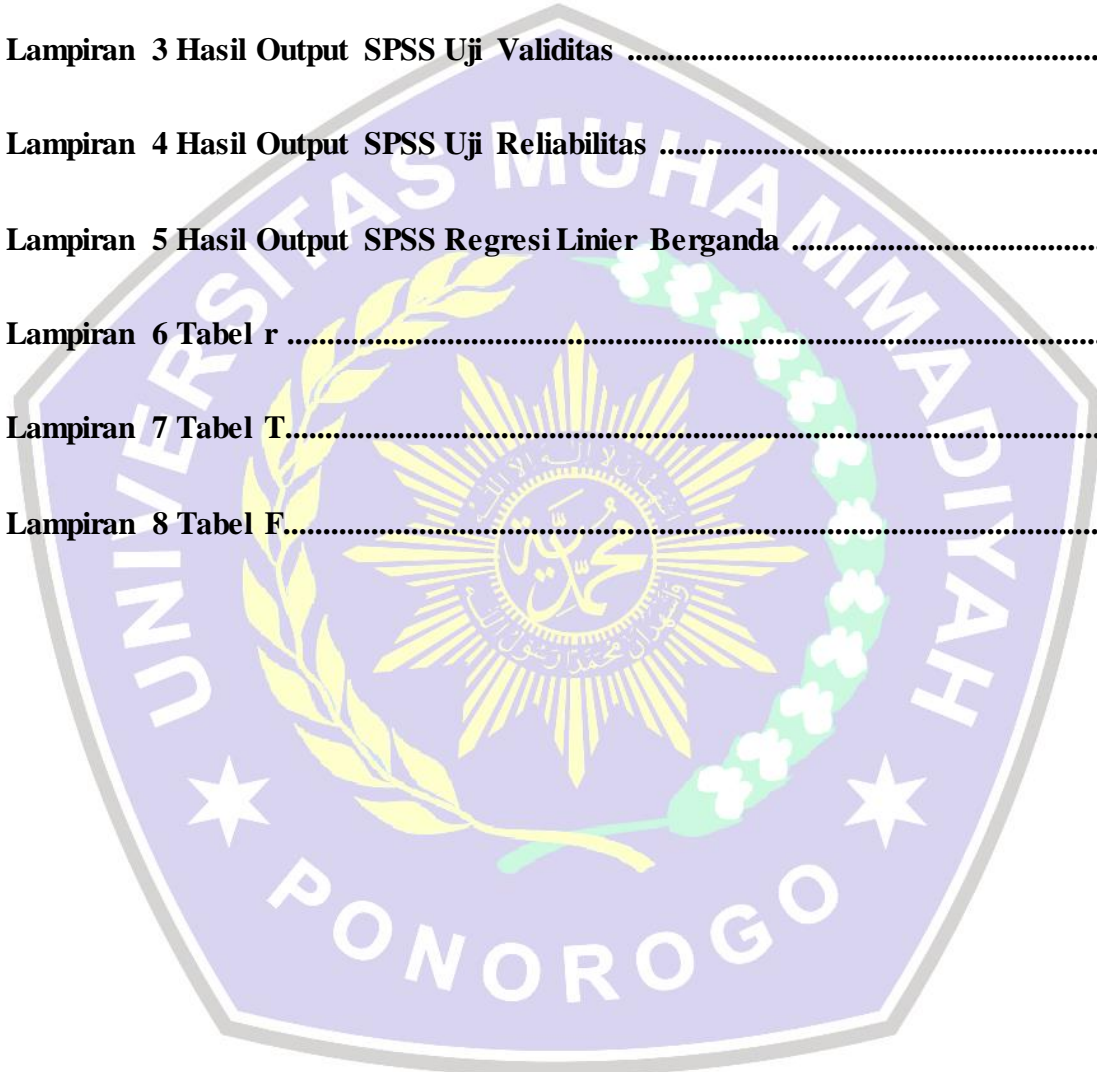 Lampiran 3 Hasil Output SPSS Uji Validitas ............................................................
Lampiran 4 Hasil Output SPSS Uji Reliabilitas ........................................................
Lampiran 5 Hasil Output SPSS Regresi Linier Berganda .......................................
Lampiran 6 Tabel r ......................................................................................................
Lampiran 7 Tabel T......................................................................................................
Lampiran 8 Tabel F......................................................................................................
UNIVERSITAS MUHAMMADIYAH
PONOROGO
محمدية